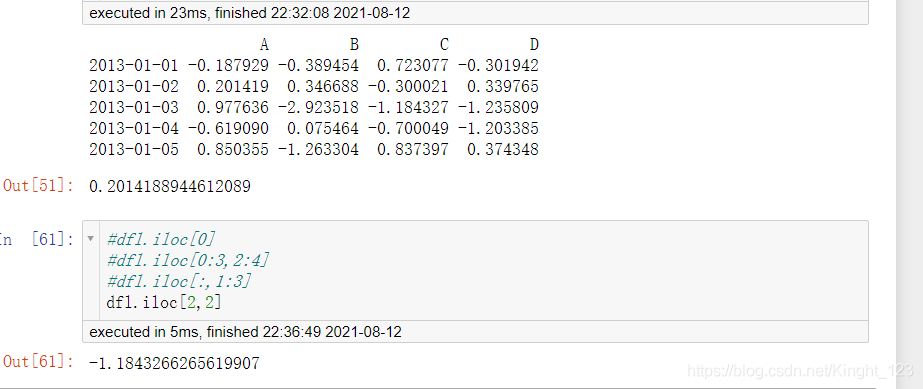 executed in 23ms, finished 22:32:08 2021-08-12
A B C D
2013-01-01 -0.187929 -0.389454 0.723077 -0.301942
2013-01-02 0.201419 0.346688 -0.300021 0.339765
2013-01-03 0.977636 -2.923518 -1.184327 -1.235809
2013-01-04 -0.619090 0.075464 -0.700049 -1.203385
2013-01-05 0.850355 -1.263304 0.837397 0.374348
Out[51]: 0.2014188944612089
In [61]: #dfl.iloc[0]
#dfl.iloc[0:3,2:4]
#dfl.iloc[:,1:3]
dfl.iloc[2,2]
executed in 5ms, finished 22:36:49 2021-08-12
Out[61]: -1.1843266265619907
https://blog.csdn.net/Kinght_123